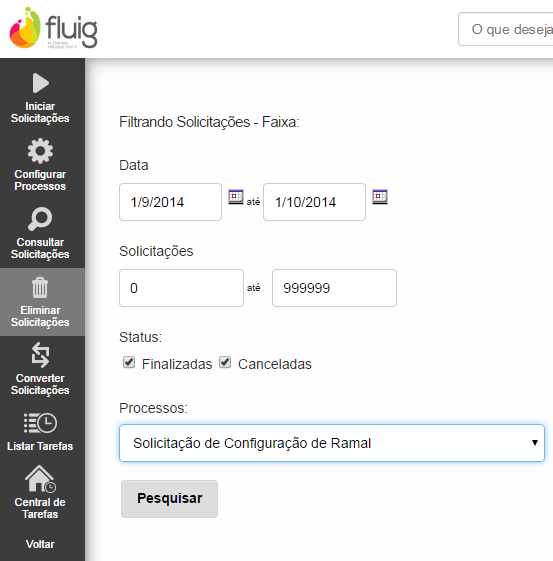 fluig
FLOWING
PRODUCTIVITY
O que deseja
Iniciar
Solicitações
Configurar
Processos
Consultar
Solicitações
Eliminar
Solicitações
Converter
Solicitações
Listar Tarefas
Central de
Tarefas
Voltar
Filtrando Solicitações - Faixa:
Data
1/9/2014 até 1/10/2014
Solicitações
0 até 999999
Status:
Finalizadas Canceladas
Processos:
Solicitação de Configuração de Ramal
Pesquisar